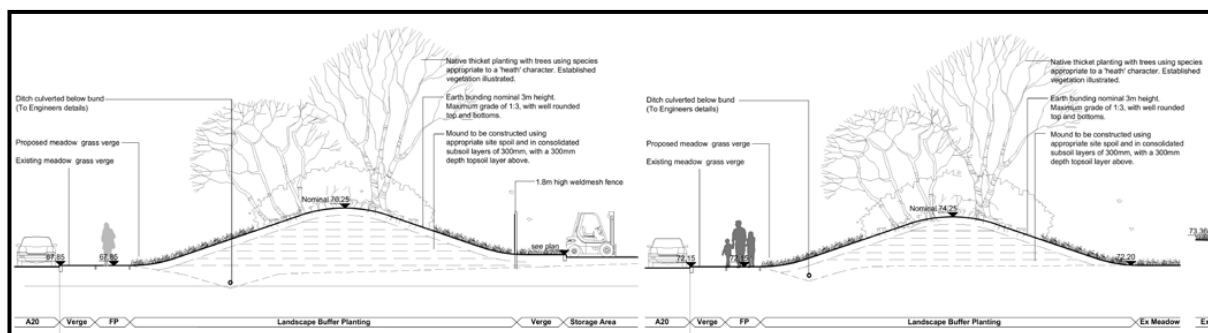 Native thicket planting with trees using species
appropriate to a 'heath' character. Established
vegetation illustrated.
Ditch culverted below bund
(To Engineers details)
Earth bunding nominal 3m height.
Maximum grade of 1:3, with well rounded
top and bottoms.
Proposed meadow grass verge
Existing meadow grass verge
Mound to be constructed using
appropriate site spoil and in consolidated
subsoil layers of 300mm, with a 300mm
depth topsoil layer above.
1.8m high weldmesh fence
Nominal 70.25
see plan
67.85
67.85
A20
Verge
FP
Landscape Buffer Planting
Verge
Storage Area
Native thicket planting with trees using species
appropriate to a 'heath' character. Established
vegetation illustrated.
Ditch culverted below bund
(To Engineers details)
Earth bunding nominal 3m height.
Maximum grade of 1:3, with well rounded
top and bottoms.
Proposed meadow grass verge
Existing meadow grass verge
Mound to be constructed using
appropriate site spoil and in consolidated
subsoil layers of 300mm, with a 300mm
depth topsoil layer above.
Nominal 74.25
73.36
72.15
72.15
72.20
A20
Verge
FP
Landscape Buffer Planting
Ex Meadow